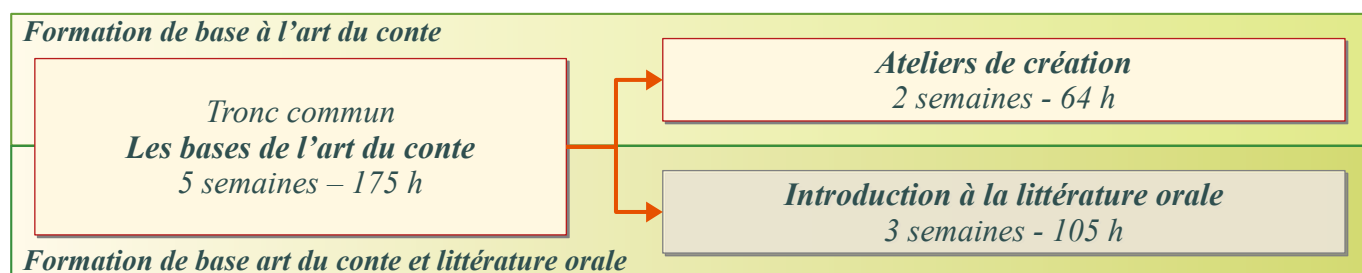 Formation de base à l’art du conte
Tronc commun
Les bases de l’art du conte
5 semaines – 175 h
Ateliers de création
2 semaines - 64 h
Introduction à la littérature orale
3 semaines - 105 h
Formation de base art du conte et littérature orale